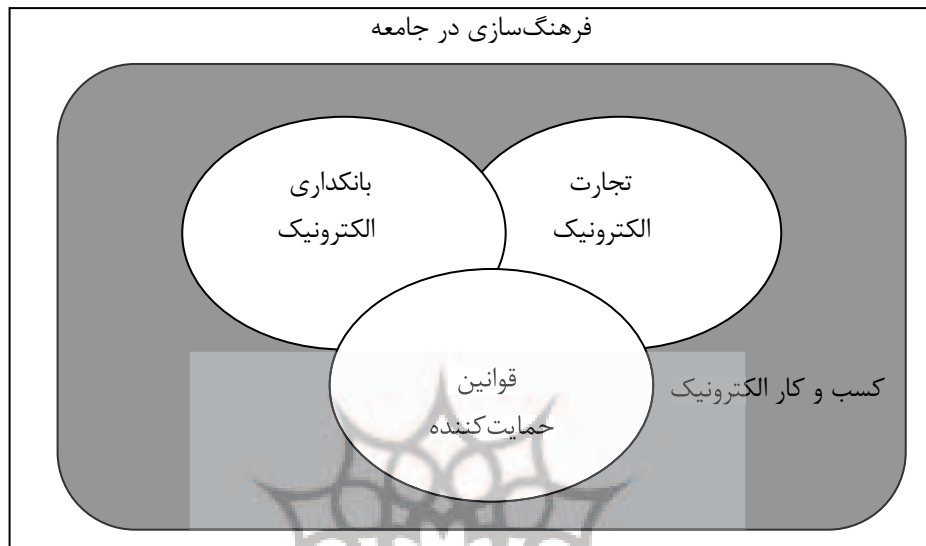 فرهنگ‌سازی در جامعه
تجارت
الکترونیک
بانکداری
الکترونیک
قوانین
حمایت‌کننده
کسب و کار الکترونیک